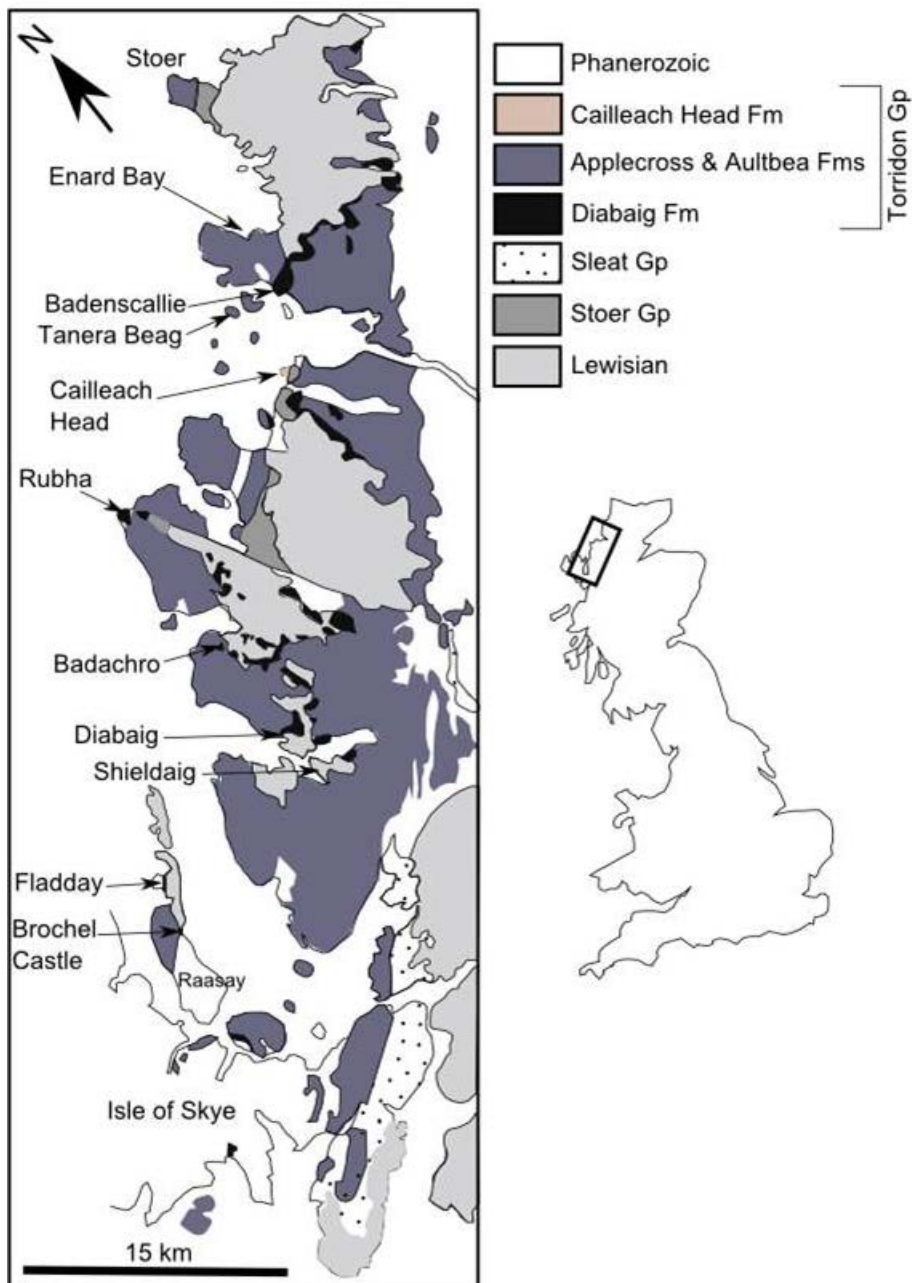 N
Stoer
Enard Bay
Badenscallie
Tanera Beag
Cailleach
Head
Rubha
Badachro
Diabaig
Shieldaig
Fladday
Brochel
Castle
Raasay
Isle of Skye
15 km
Phanerozoic
Cailleach Head Fm
Applecross & Aultbea Fms
Diabaig Fm
Torridon Gp
Sleat Gp
Stoer Gp
Lewisian